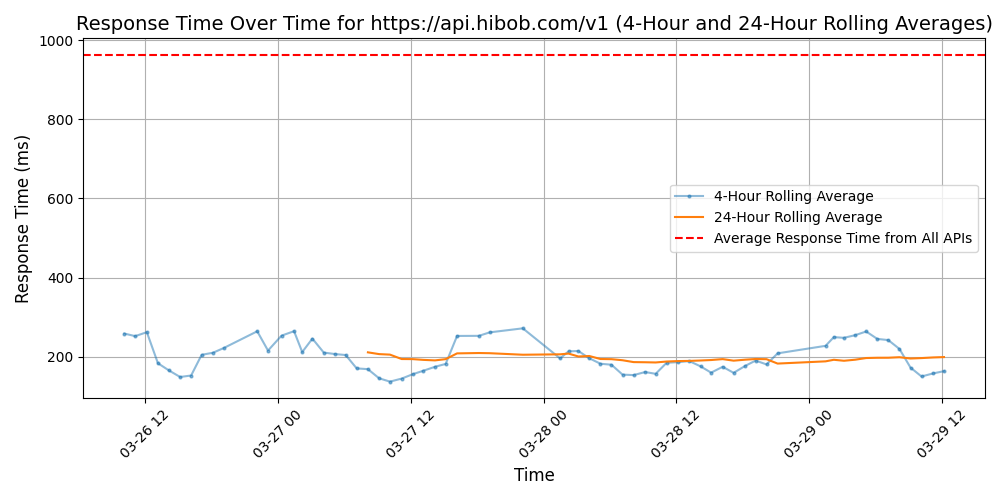 Response Time Over Time for https://api.hibob.com/v1 (4-Hour and 24-Hour Rolling Averages)
Response Time (ms)
1000
800
600
400
200
4-Hour Rolling Average
24-Hour Rolling Average
Average Response Time from All APIs
03-26 12
03-27 00
03-27 12
03-28 00
03-28 12
03-29 00
03-29 12
Time